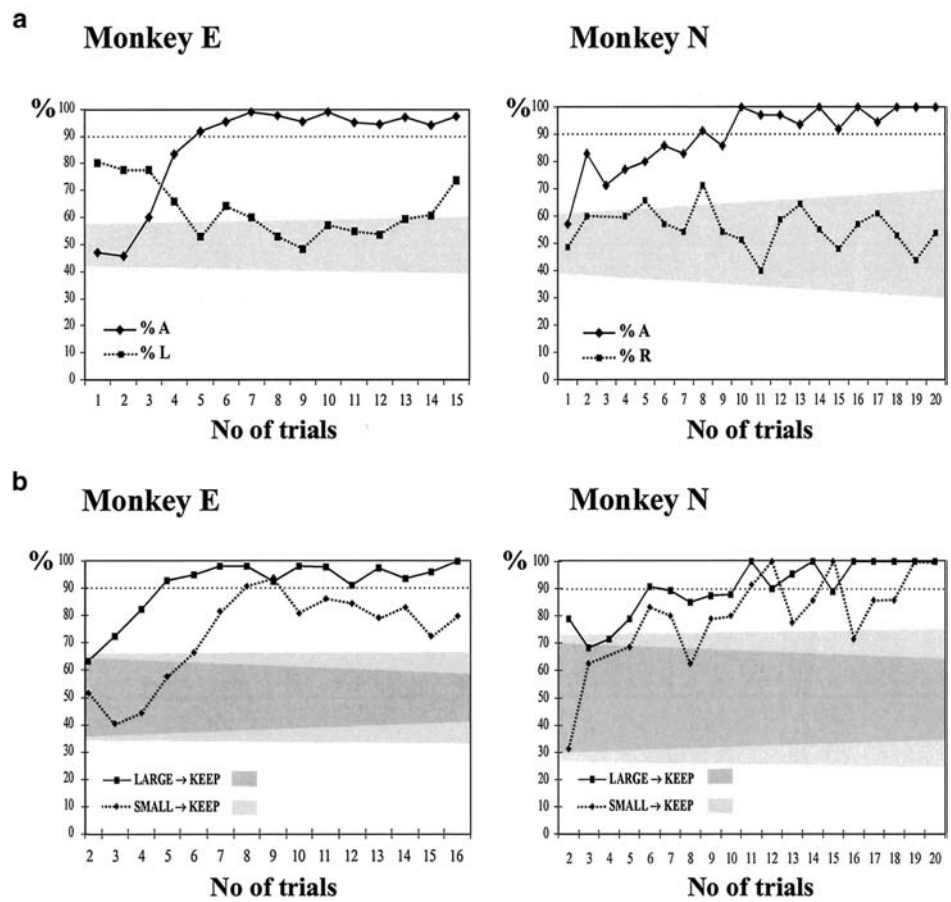 a
Monkey E
Monkey N
%
100
90
80
70
60
50
40
30
20
10
0
% A
% L
1 2 3 4 5 6 7 8 9 10 11 12 13 14 15
No of trials
%
100
90
80
70
60
50
40
30
20
10
0
% A
% R
1 2 3 4 5 6 7 8 9 10 11 12 13 14 15 16 17 18 19 20
No of trials
b
Monkey E
Monkey N
%
100
90
80
70
60
50
40
30
20
10
0
LARGE → KEEP
SMALL → KEEP
2 3 4 5 6 7 8 9 10 11 12 13 14 15 16
No of trials
%
100
90
80
70
60
50
40
30
20
10
0
LARGE → KEEP
SMALL → KEEP
2 3 4 5 6 7 8 9 10 11 12 13 14 15 16 17 18 19 20
No of trials